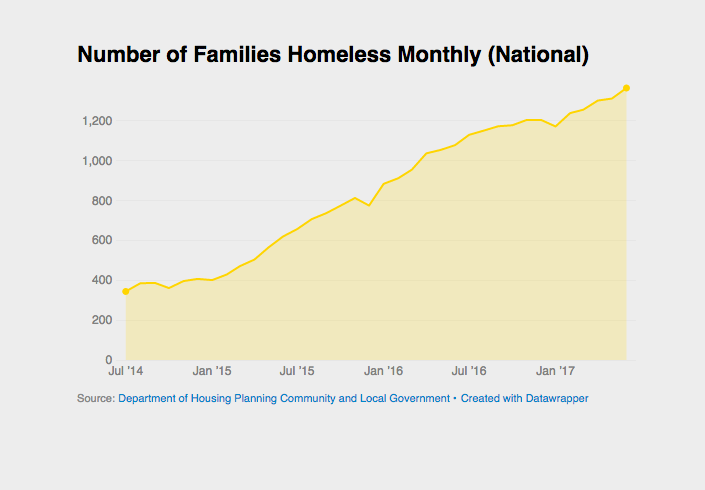 Number of Families Homeless Monthly (National)
1,200
1,000
800
600
400
200
0
Jul '14 Jan '15 Jul '15 Jan '16 Jul '16 Jan '17
Source: Department of Housing Planning Community and Local Government • Created with Datawrapper